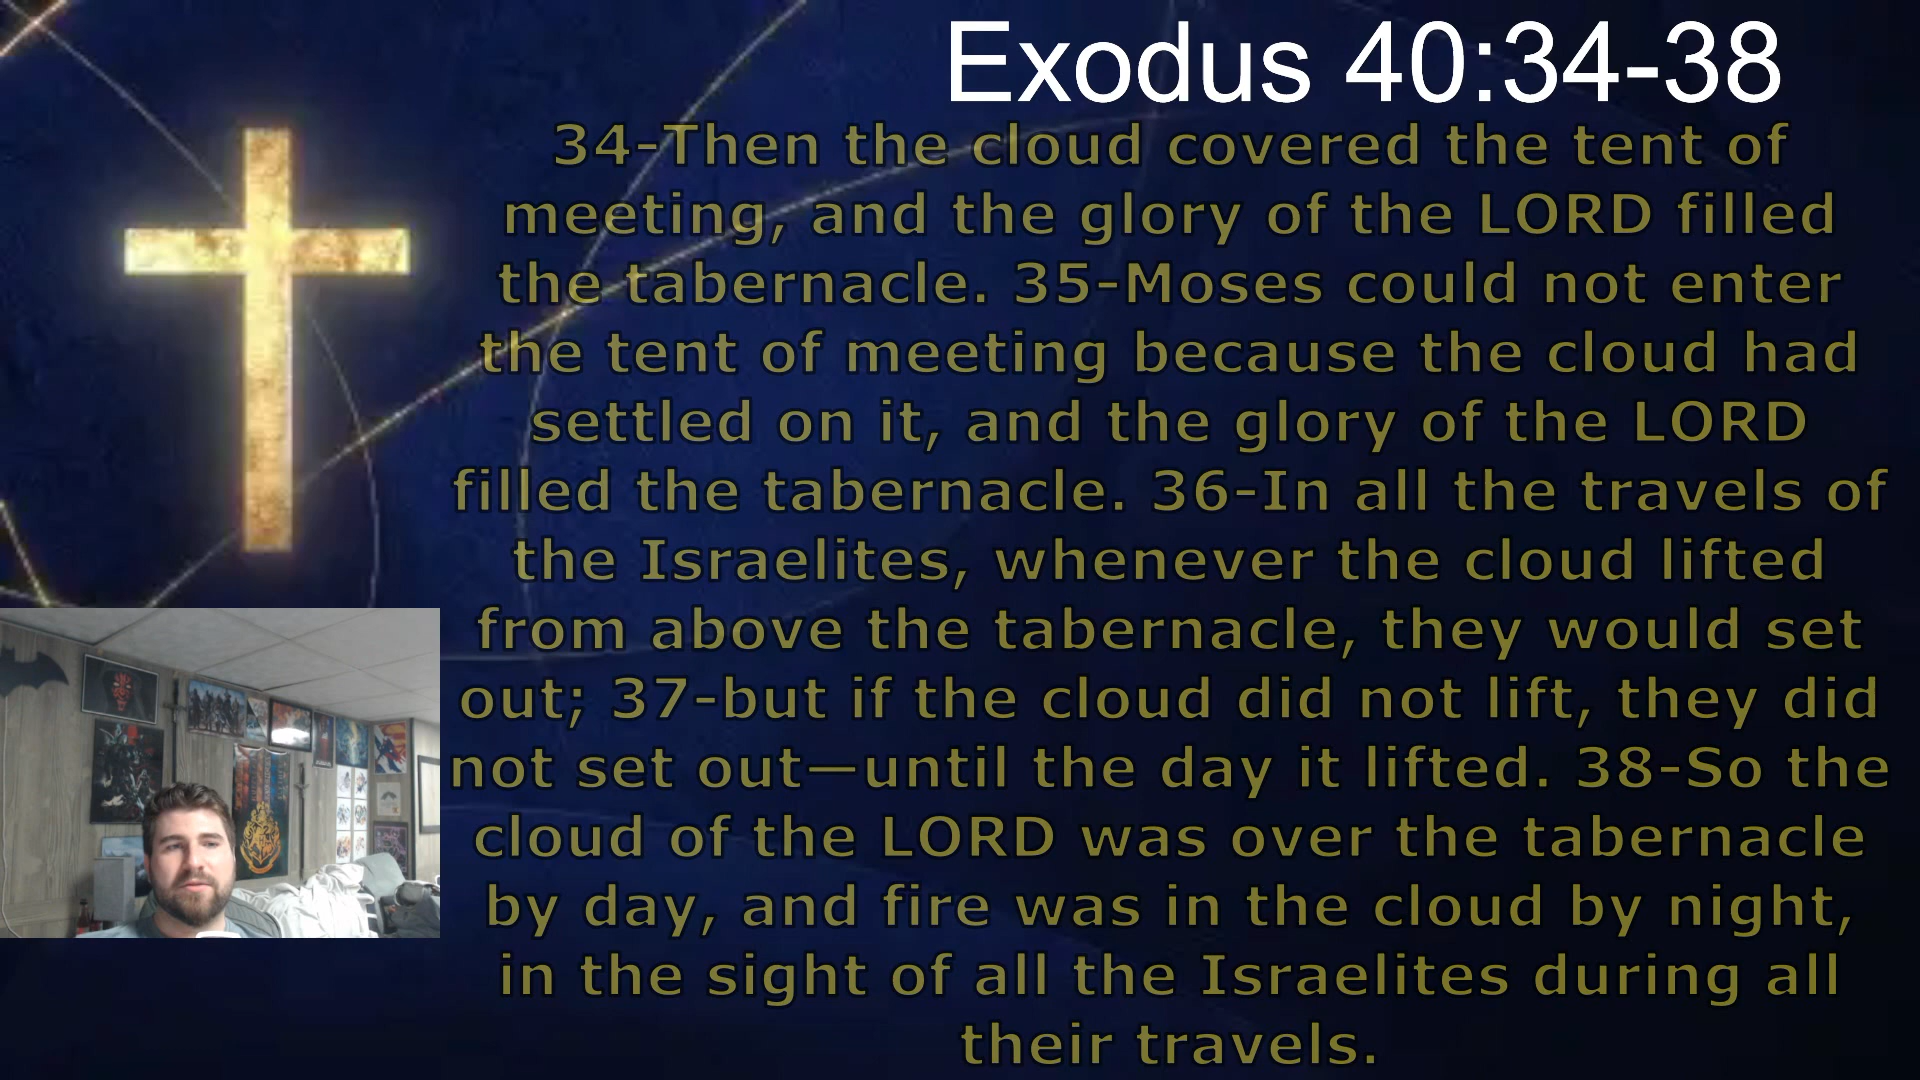 Exodus 40:34-38
34-Then the cloud covered the tent of
meeting, and the glory of the LORD filled
the tabernacle. 35-Moses could not enter
the tent of meeting because the cloud had
settled on it, and the glory of the LORD
filled the tabernacle. 36-In all the travels of
the Israelites, whenever the cloud lifted
from above the tabernacle, they would set
out; 37-but if the cloud did not lift, they did
not set out—until the day it lifted. 38-So the
cloud of the LORD was over the tabernacle
by day, and fire was in the cloud by night,
in the sight of all the Israelites during all
their travels.